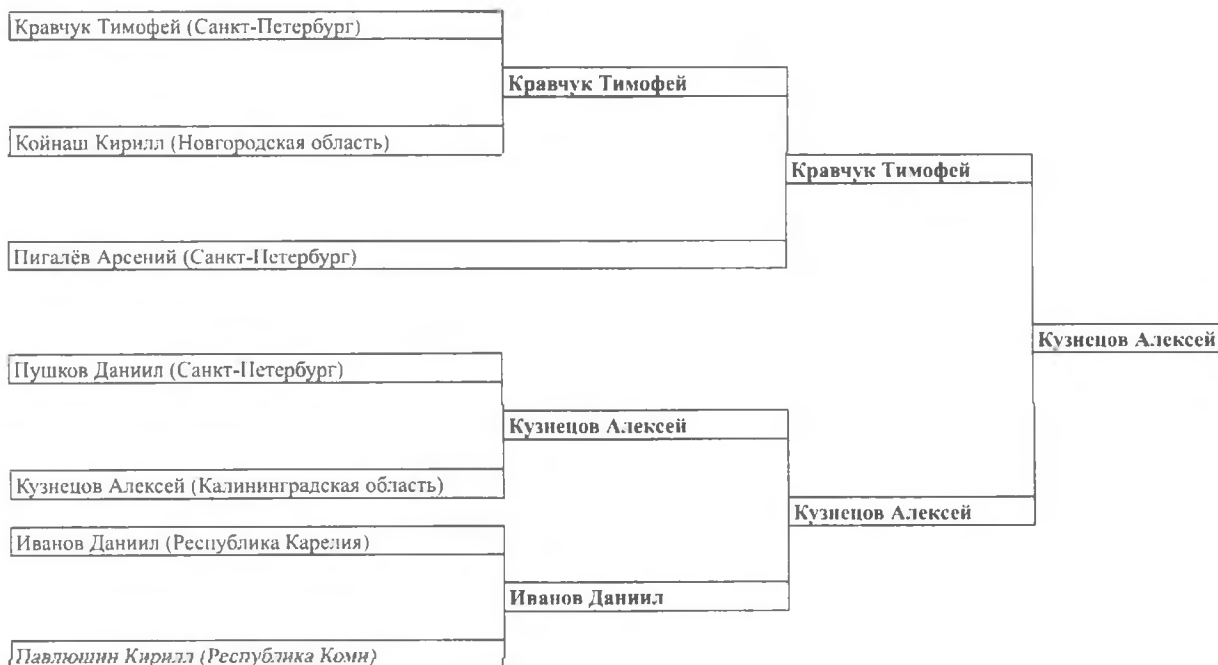 Кравчук Тимофей (Санкт-Петербург)
Кравчук Тимофей
Койнаш Кирилл (Новгородская область)
Кравчук Тимофей
Пигалёв Арсений (Санкт-Петербург)
Кузнецов Алексей
Пушков Даниил (Санкт-Петербург)
Кузнецов Алексей
Кузнецов Алексей (Калининградская область)
Кузнецов Алексей
Иванов Даниил (Республика Карелия)
Иванов Даниил
Павлюшин Кирилл (Республика Коми)